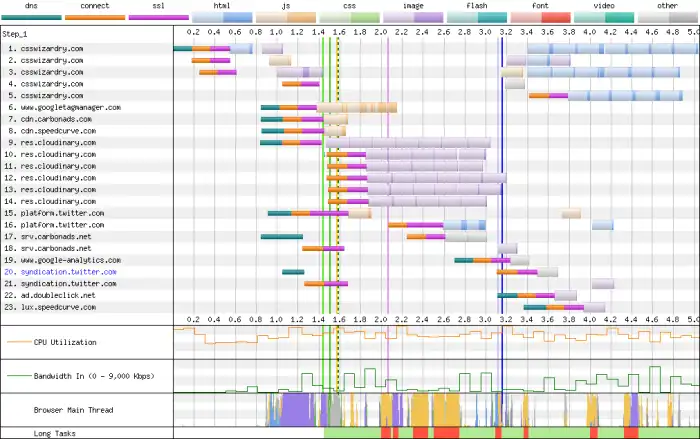 dns connect ssl html js css image flash font video other
Step_1
0.2 0.4 0.6 0.8 1.0 1.2 1.4 1.6 1.8 2.0 2.2 2.4 2.6 2.8 3.0 3.2 3.4 3.6 3.8 4.0 4.2 4.4 4.6 4.8 5.0
1. csswizardry.com
2. csswizardry.com
3. csswizardry.com
4. csswizardry.com
5. csswizardry.com
6. www.googletagmanager.com
7. cdn.carbonads.com
8. cdn.speedcurve.com
9. res.cloudinary.com
10. res.cloudinary.com
11. res.cloudinary.com
12. res.cloudinary.com
13. res.cloudinary.com
14. res.cloudinary.com
15. platform.twitter.com
16. platform.twitter.com
17. srv.carbonads.net
18. srv.carbonads.net
19. www.google-analytics.com
20. syndication.twitter.com
21. syndication.twitter.com
22. ad.doubleclick.net
23. lux.speedcurve.com
0.2 0.4 0.6 0.8 1.0 1.2 1.4 1.6 1.8 2.0 2.2 2.4 2.6 2.8 3.0 3.2 3.4 3.6 3.8 4.0 4.2 4.4 4.6 4.8 5.0
CPU Utilization
Bandwidth In (0 - 9,000 Kbps)
Browser Main Thread
Long Tasks